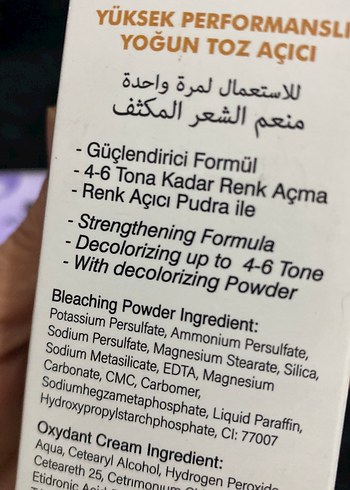 YÜKSEK PERFORMANSLI
YOĞUN TOZ AÇICI
للاستعمال لمرة واحدة
منعم الشعر المكثف
- Güçlendirici Formül
- 4-6 Tona Kadar Renk Açma
- Renk Açıcı Pudra ile
- Strengthening Formula
- Decolorizing up to 4-6 Tone
- With decolorizing Powder
Bleaching Powder Ingredient:
Potassium Persulfate, Ammonium Persulfate,
Sodium Persulfate, Magnesium Stearate, Silica,
Sodium Metasilicate, EDTA, Magnesium
Carbonate, CMC, Carbomer,
Sodiumhegzametaphosphate, Liquid Paraffin,
Hydroxypropylstarchphosphate, CI: 77007
Oxydant Cream Ingredient:
Aqua, Cetearyl Alcohol, Hydrogen Peroxide
Ceteareth 25, Cetrımonıum
Etidronic